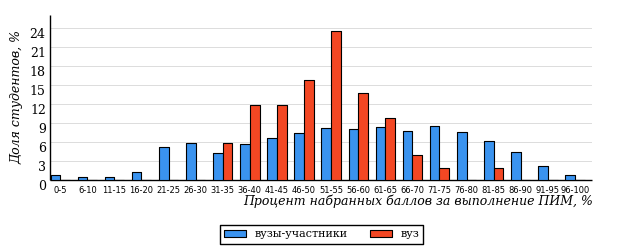 Доля студентов, %
24
21
18
15
12
9
6
3
0
0-5 6-10 11-15 16-20 21-25 26-30 31-35 36-40 41-45 46-50 51-55 56-60 61-65 66-70 71-75 76-80 81-85 86-90 91-95 96-100
Процент набранных баллов за выполнение ПИМ, %
вузы-участники вуз